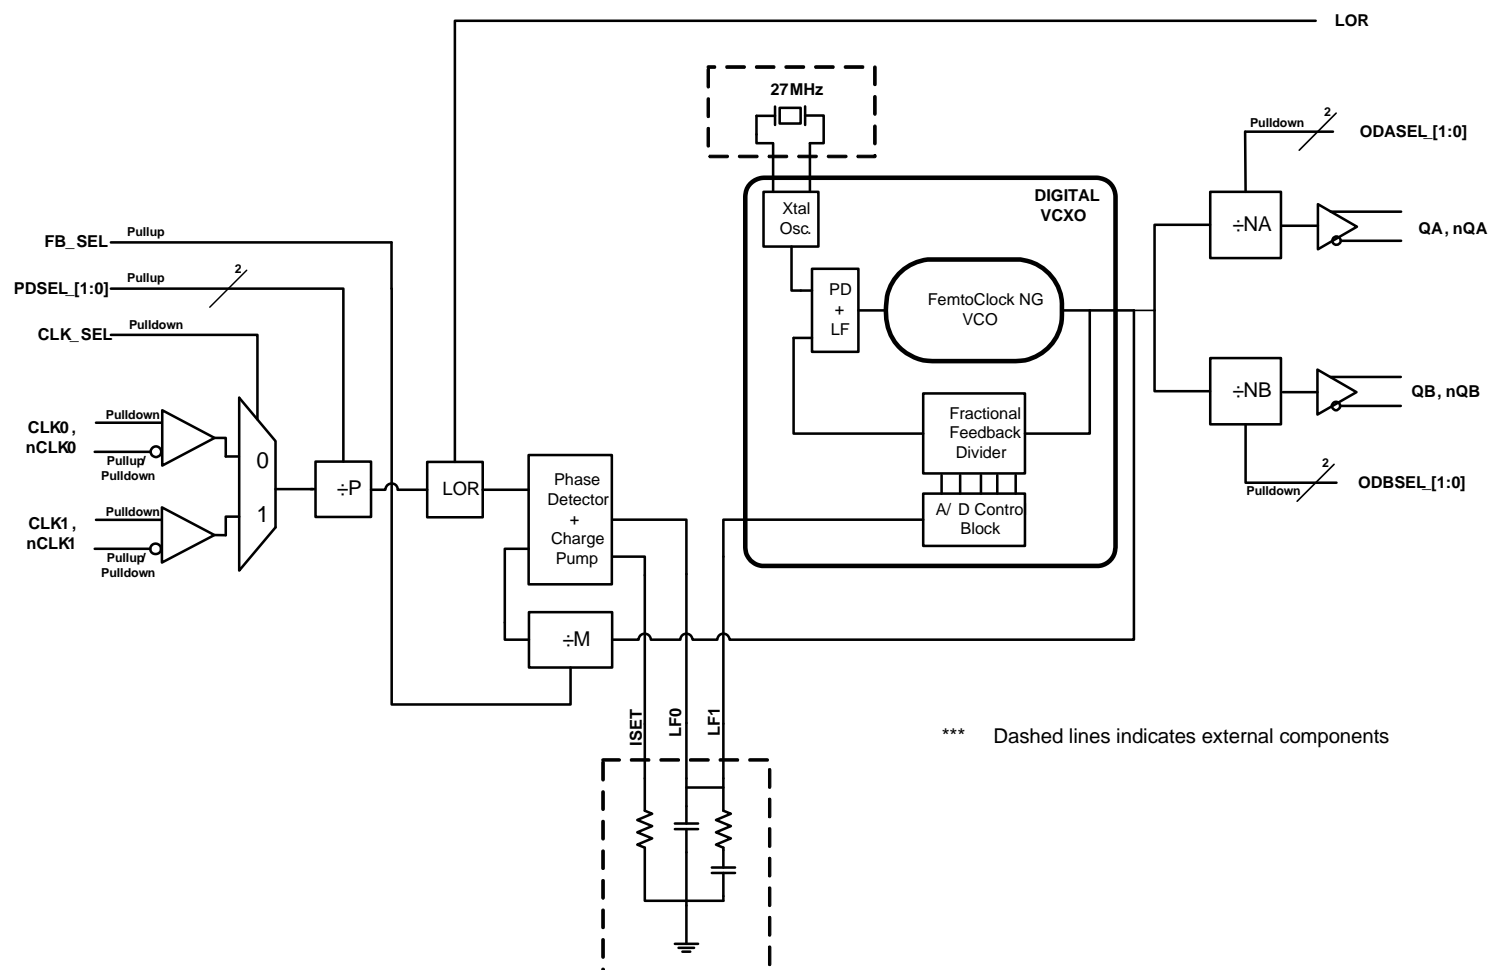 LOR
27MHz
Pulldown
2
ODASEL_[1:0]
DIGITAL
VCXO
Xtal
Osc.
÷NA
QA, nQA
FB_SEL
Pullup
PDSEL_[1:0]
Pullup
2
CLK_SEL
Pulldown
PD
+
LF
FemtoClock NG
VCO
÷NB
QB, nQB
Pulldown
2
ODBSEL_[1:0]
Fractional
Feedback
Divider
A/ D Contro
Block
CLK0,
nCLK0
Pulldown
Pullup/
Pulldown
0
1
CLK1,
nCLK1
Pulldown
Pullup/
Pulldown
÷P
LOR
Phase
Detector
+
Charge
Pump
÷M
ISET
LF0
LF1
*** Dashed lines indicates external components